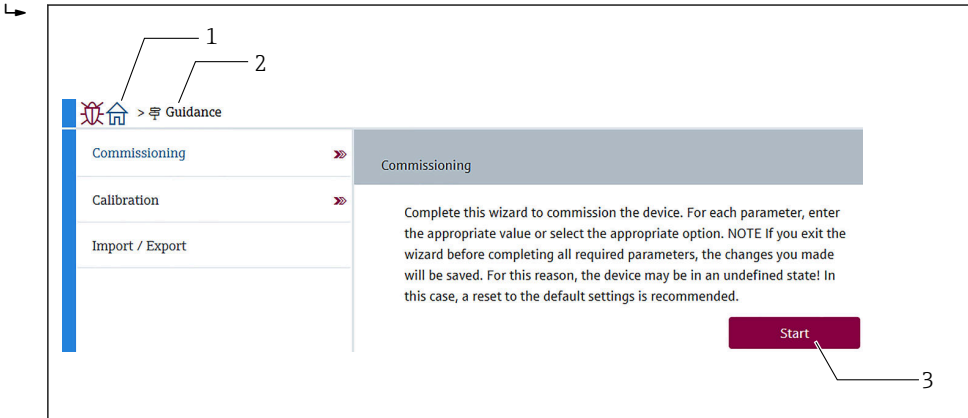 1
2
> Guidance
Commissioning
Calibration
Import / Export
Commissioning
Complete this wizard to commission the device. For each parameter, enter
the appropriate value or select the appropriate option. NOTE If you exit the
wizard before completing all required parameters, the changes you made
will be saved. For this reason, the device may be in an undefined state! In
this case, a reset to the default settings is recommended.
Start
3